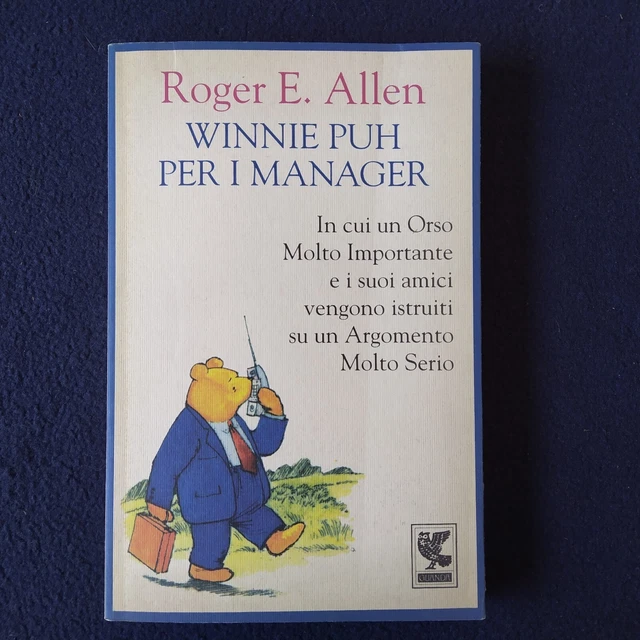 Roger E. Allen
WINNIE PUH
PER I MANAGER
In cui un Orso
Molto Importante
e i suoi amici
vengono istruiti
su un Argomento
Molto Serio
GUANDA